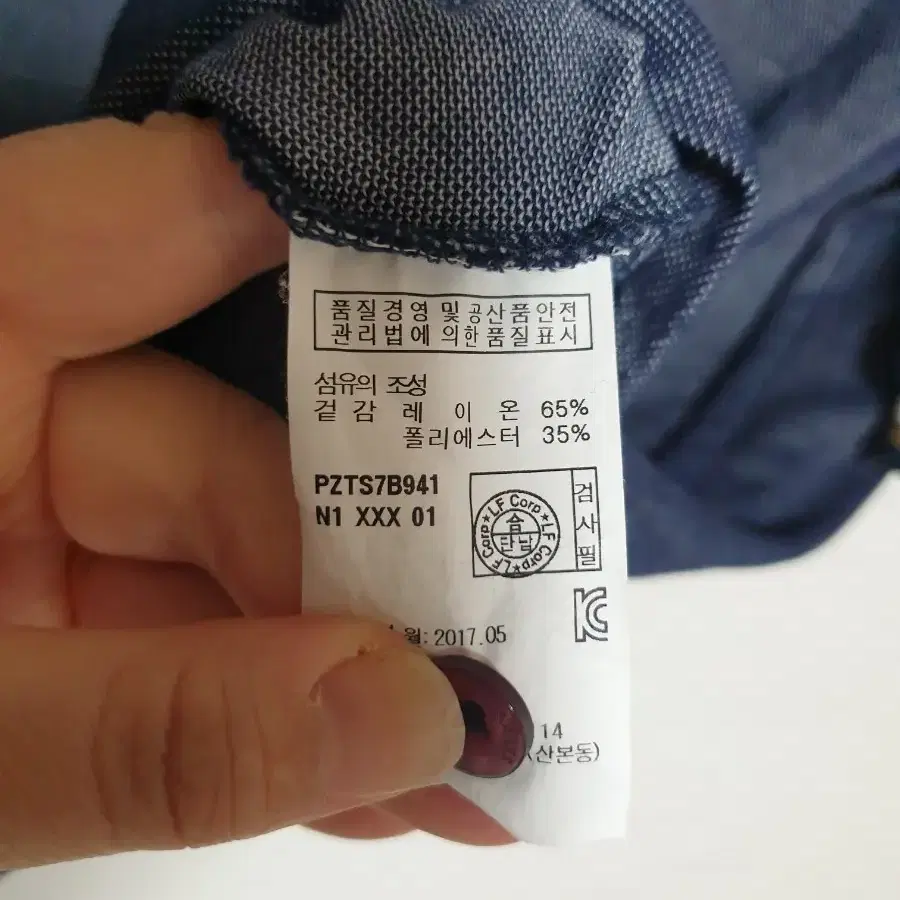 품질경영 및 공산품안전
관리법에 의한 품질표시
섬유의 조성
겉감 레이온 65%
폴리에스터 35%
PZTS7B941
N1 XXX 01
검사필
LF Corp ★ LF Corp ★ LF Corp ★
합
단남
월: 2017.05
14
(산본동)